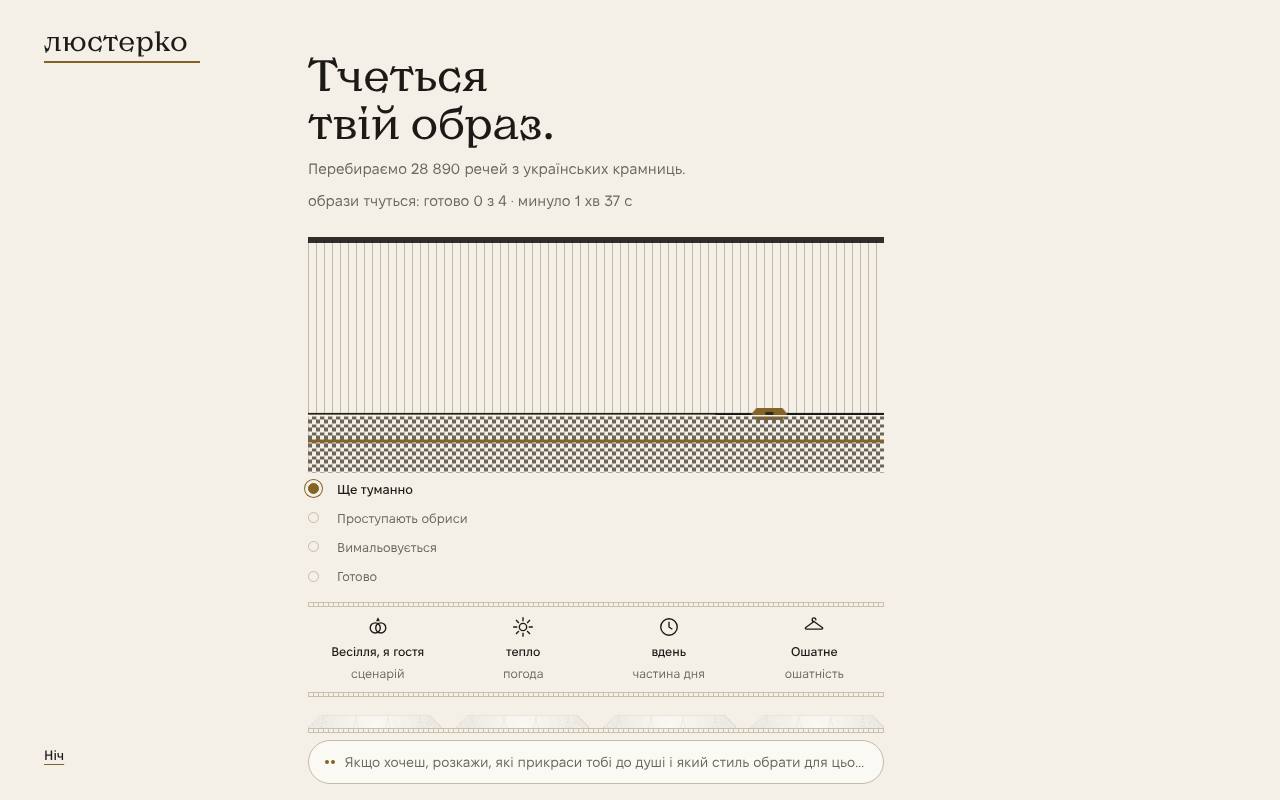 люстерко
Тчеться
твій образ.
Перебираємо 28 890 речей з українських крамниць.
образи тчуться: готово 0 з 4 · минуло 1 хв 37 с
Ще туманно
Проступають обриси
Вимальовується
Готово
Весілля, я гостя
сценарій
тепло
погода
вдень
частина дня
Ошатне
ошатність
Ніч
Якщо хочеш, розкажи, які прикраси тобі до душі і який стиль обрати для цьо...